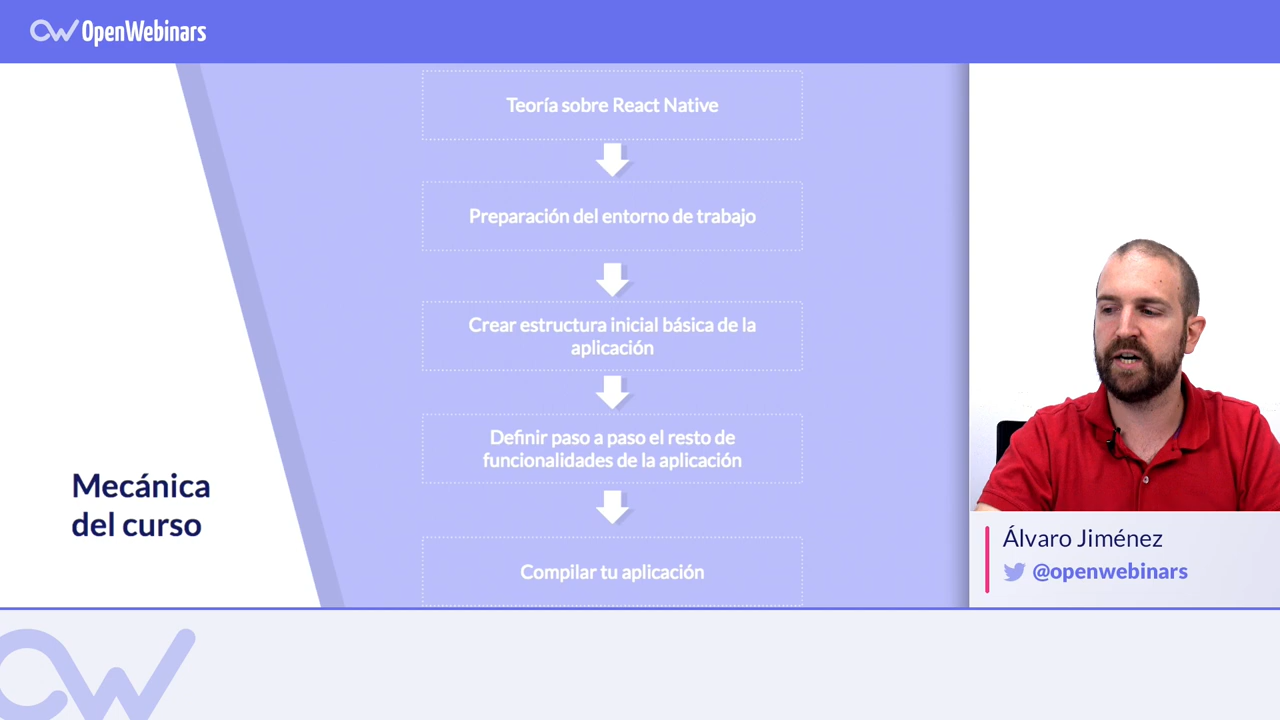 OpenWebinars
Teoría sobre React Native
Preparación del entorno de trabajo
Crear estructura inicial básica de la
aplicación
Definir paso a paso el resto de
funcionalidades de la aplicación
Compilar tu aplicación
Mecánica
del curso
Álvaro Jiménez
@openwebinars